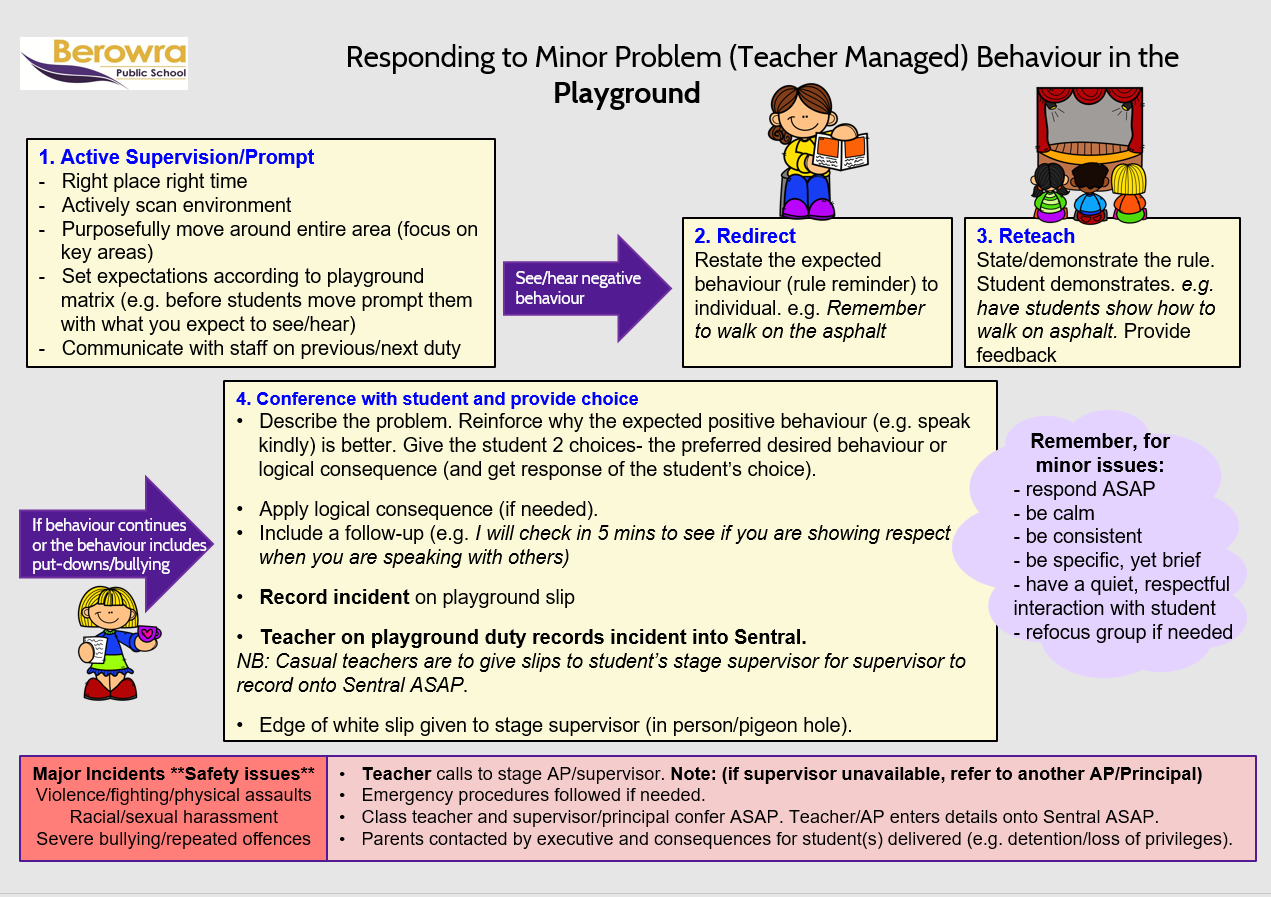 Berowra
Public School
Responding to Minor Problem (Teacher Managed) Behaviour in the
Playground
1. Active Supervision/Prompt
- Right place right time
- Actively scan environment
- Purposefully move around entire area (focus on
key areas)
- Set expectations according to playground
matrix (e.g. before students move prompt them
with what you expect to see/hear)
- Communicate with staff on previous/next duty
See/hear negative
behaviour
2. Redirect
Restate the expected
behaviour (rule reminder) to
individual. e.g. Remember
to walk on the asphalt
3. Reteach
State/demonstrate the rule.
Student demonstrates. e.g.
have students show how to
walk on asphalt. Provide
feedback
If behaviour continues
or the behaviour includes
put-downs/bullying
4. Conference with student and provide choice
• Describe the problem. Reinforce why the expected positive behaviour (e.g. speak
kindly) is better. Give the student 2 choices- the preferred desired behaviour or
logical consequence (and get response of the student's choice).
• Apply logical consequence (if needed).
• Include a follow-up (e.g. I will check in 5 mins to see if you are showing respect
when you are speaking with others)
• Record incident on playground slip
• Teacher on playground duty records incident into Sentral.
NB: Casual teachers are to give slips to student's stage supervisor for supervisor to
record onto Sentral ASAP.
• Edge of white slip given to stage supervisor (in person/pigeon hole).
Remember, for
minor issues:
- respond ASAP
- be calm
- be consistent
- be specific, yet brief
- have a quiet, respectful
interaction with student
- refocus group if needed
Major Incidents **Safety issues**
Violence/fighting/physical assaults
Racial/sexual harassment
Severe bullying/repeated offences
• Teacher calls to stage AP/supervisor. Note: (if supervisor unavailable, refer to another AP/Principal)
• Emergency procedures followed if needed.
• Class teacher and supervisor/principal confer ASAP. Teacher/AP enters details onto Sentral ASAP.
• Parents contacted by executive and consequences for student(s) delivered (e.g. detention/loss of privileges).